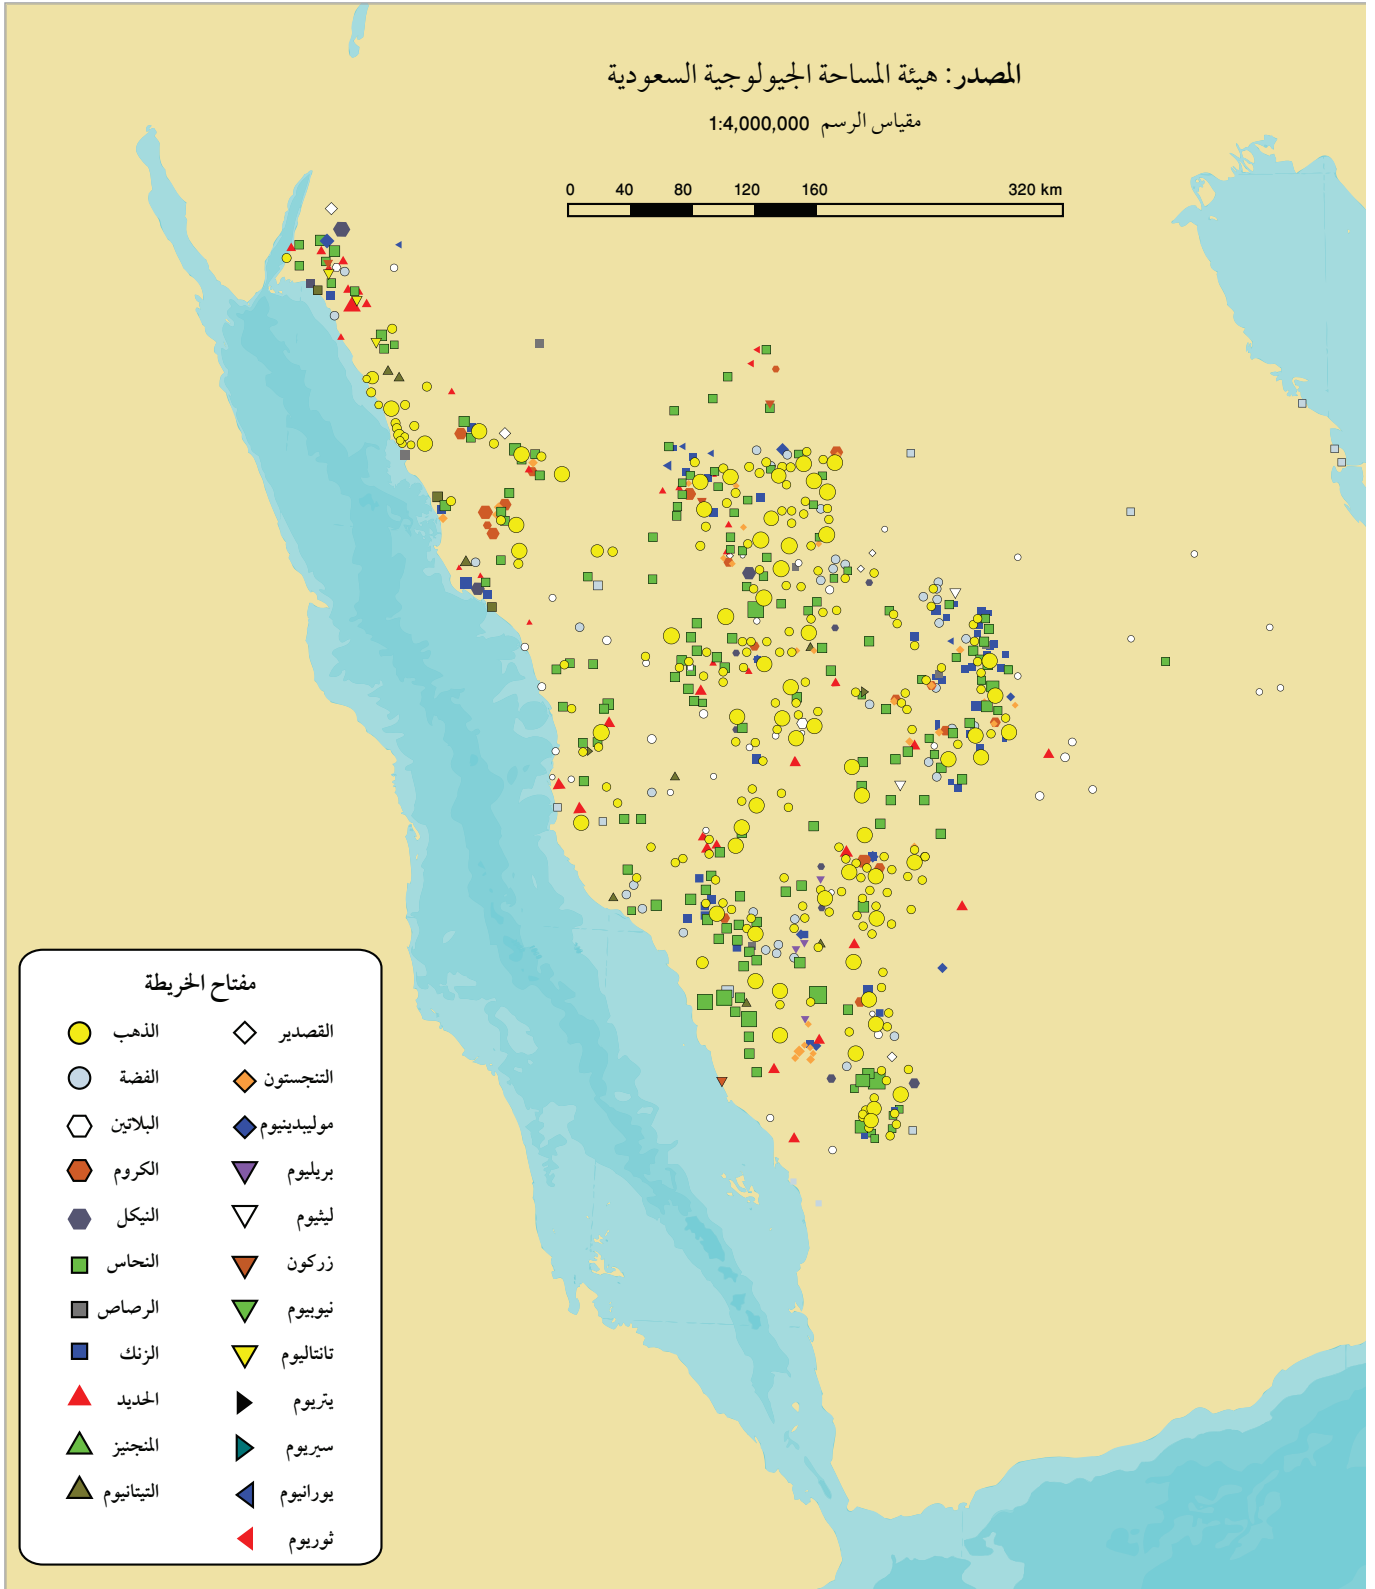 المصدر: هيئة المساحة الجيولوجية السعودية
مقياس الرسم 1:4,000,000
0 40 80 120 160 320 km
مفتاح الخريطة
القصدير
الذهب
التنجستون
الفضة
موليبدينيوم
البلاتين
بريليوم
الكروم
ليثيوم
النيكل
زركون
النحاس
نيوبيوم
الرصاص
تانتاليوم
الزنك
يتريوم
الحديد
سيريوم
المنجنيز
يورانيوم
التيتانيوم
ثوريوم